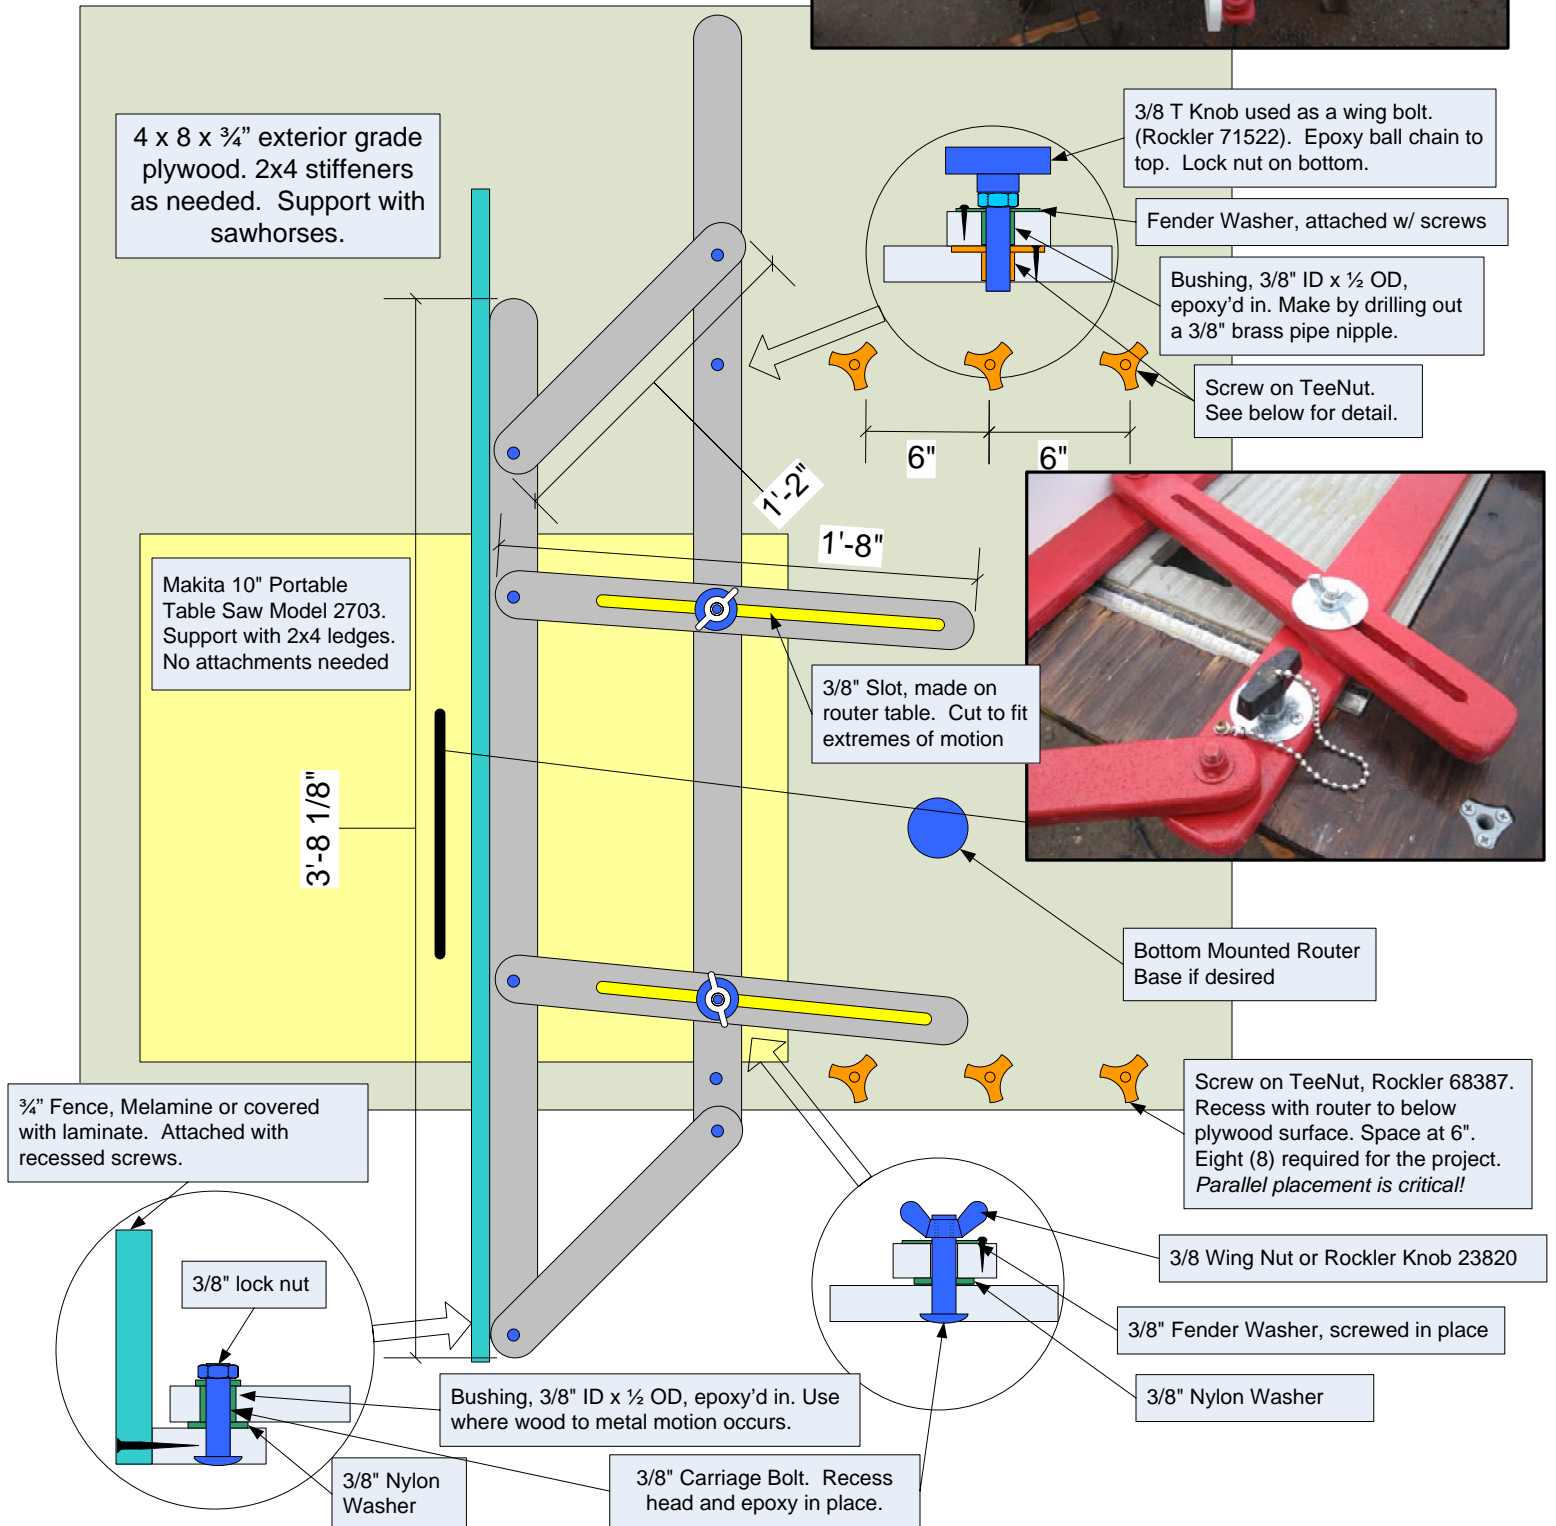 4 x 8 x ¾” exterior grade
plywood. 2x4 stiffeners
as needed.  Support with
sawhorses.
3/8 T Knob used as a wing bolt.
(Rockler 71522).  Epoxy ball chain to
top.  Lock nut on bottom.
Fender Washer, attached w/ screws
Bushing, 3/8" ID x ½ OD,
epoxy’d in. Make by drilling out
a 3/8" brass pipe nipple.
Screw on TeeNut.
See below for detail.
6"
6"
1'-2"
1'-8"
Makita 10" Portable
Table Saw Model 2703.
Support with 2x4 ledges.
No attachments needed
3/8" Slot, made on
router table.  Cut to fit
extremes of motion
3'-8 1/8"
Bottom Mounted Router
Base if desired
Screw on TeeNut, Rockler 68387.
Recess with router to below
plywood surface. Space at 6".
Eight (8) required for the project.
Parallel placement is critical!
¾” Fence, Melamine or covered
with laminate.  Attached with
recessed screws.
3/8" lock nut
3/8 Wing Nut or Rockler Knob 23820
3/8" Fender Washer, screwed in place
3/8" Nylon Washer
Bushing, 3/8" ID x ½ OD, epoxy’d in. Use
where wood to metal motion occurs.
3/8" Nylon
Washer
3/8" Carriage Bolt.  Recess
head and epoxy in place.